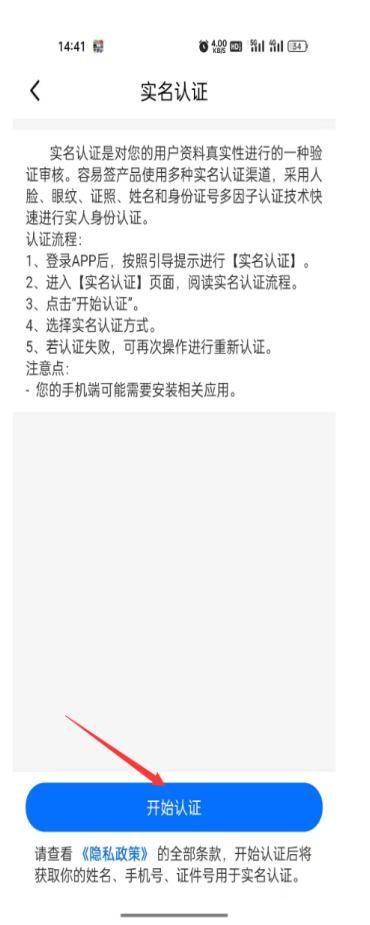 14:41 4.00 KB/S HD 5G 4G 34
实名认证
实名认证是对您的用户资料真实性进行的一种验
证审核。容易签产品使用多种实名认证渠道，采用人
脸、眼纹、证照、姓名和身份证号多因子认证技术快
速进行实人身份认证。
认证流程：
1、登录APP后，按照引导提示进行【实名认证】。
2、进入【实名认证】页面，阅读实名认证流程。
3、点击“开始认证”。
4、选择实名认证方式。
5、若认证失败，可再次操作进行重新认证。
注意点：
- 您的手机端可能需要安装相关应用。
开始认证
请查看《隐私政策》的全部条款，开始认证后将
获取你的姓名、手机号、证件号用于实名认证。